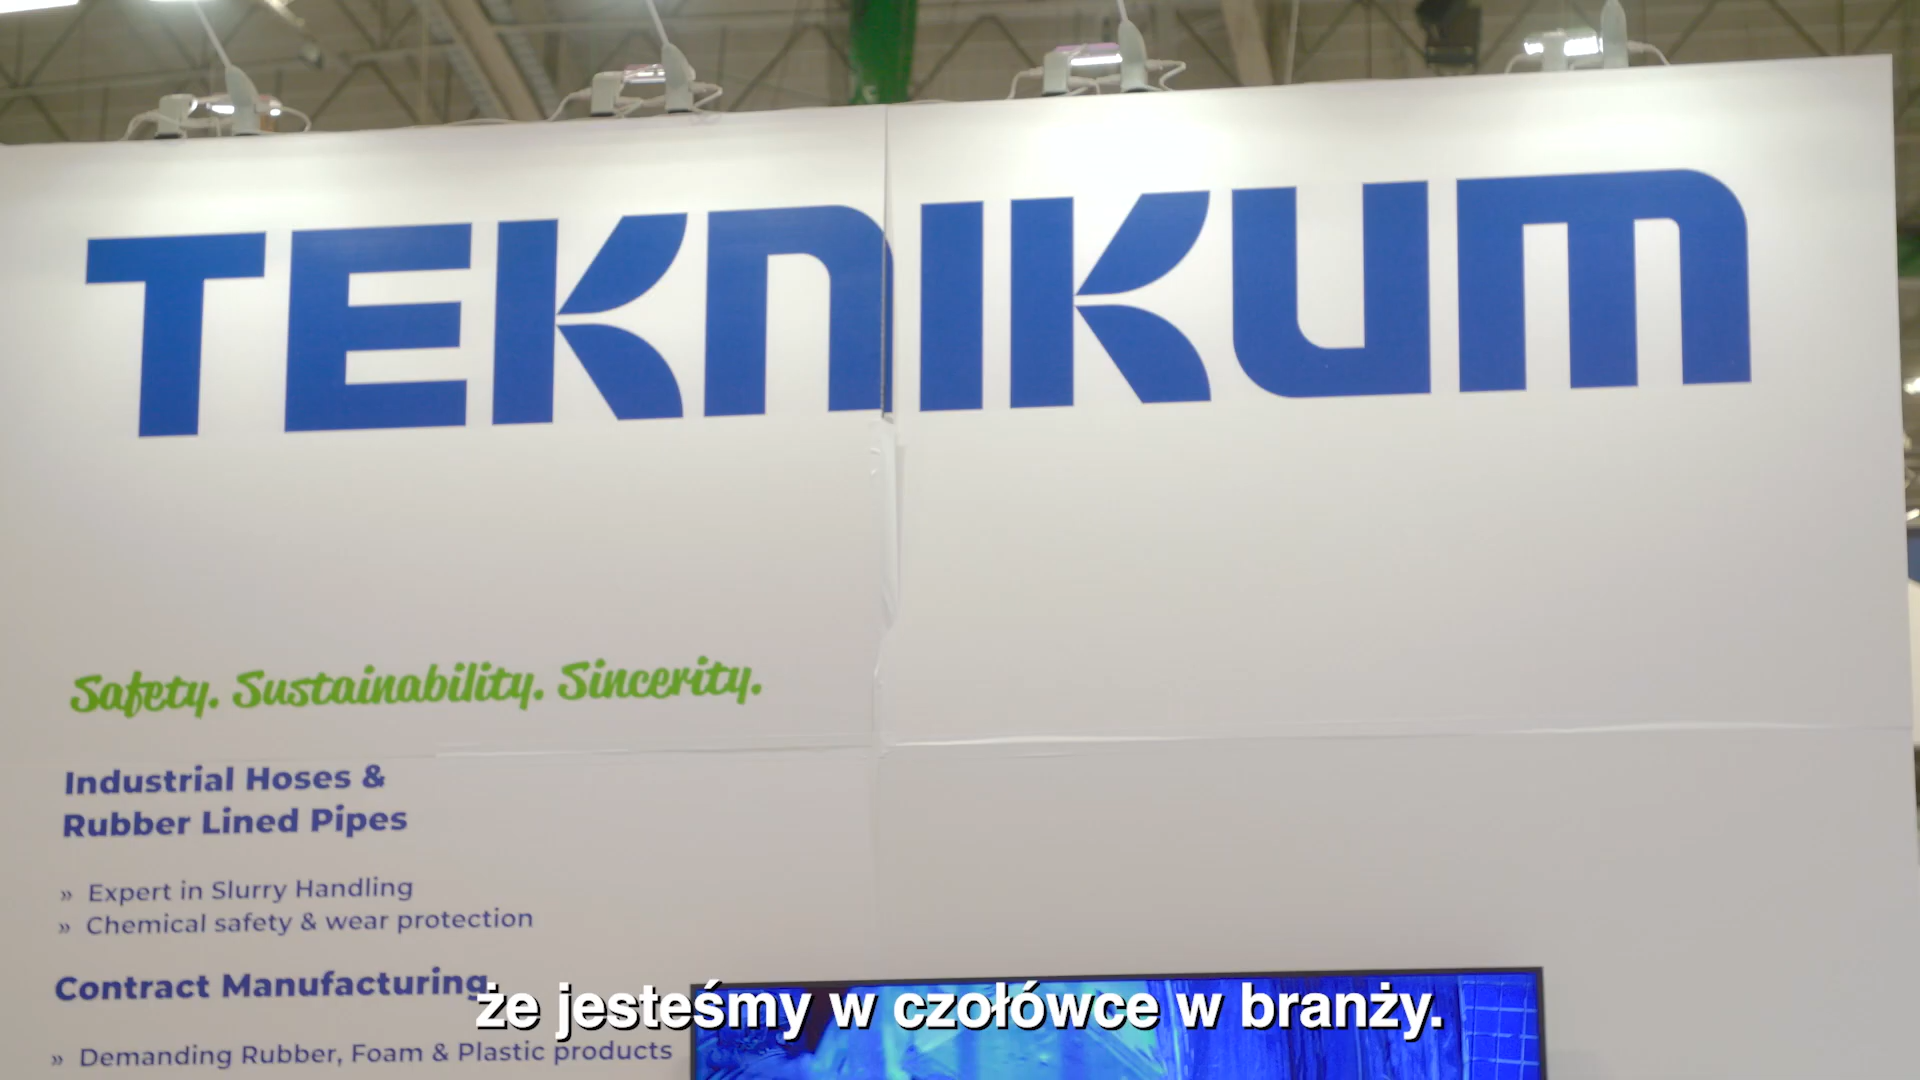 TEKNIKUM
Safety. Sustainability. Sincerity.
Industrial Hoses &
Rubber Lined Pipes
» Expert in Slurry Handling
» Chemical safety & wear protection
Contract Manufacturing
» Demanding Rubber, Foam & Plastic products
że jesteśmy w czołówce w branży.